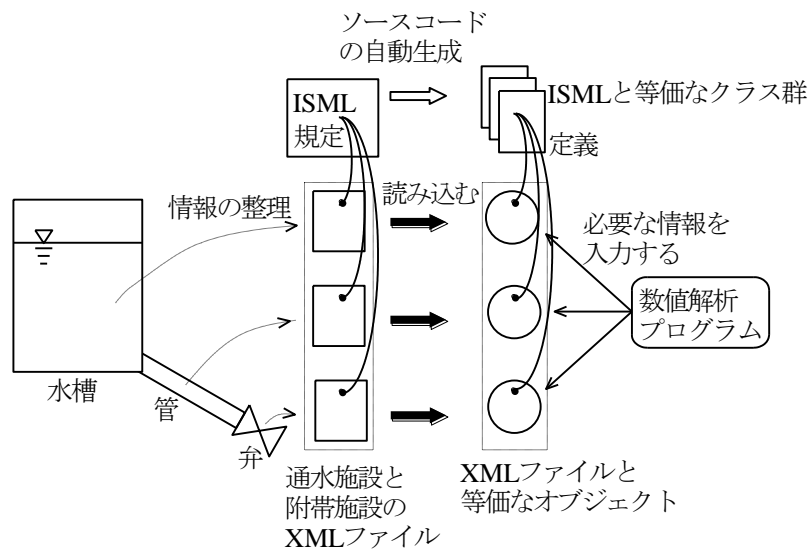 ソースコード
の自動生成
ISML
規定
ISMLと等価なクラス群
定義
情報の整理
読み込む
必要な情報を
入力する
数値解析
プログラム
水槽
管
弁
通水施設と
附帯施設の
XMLファイル
XMLファイルと
等価なオブジェクト